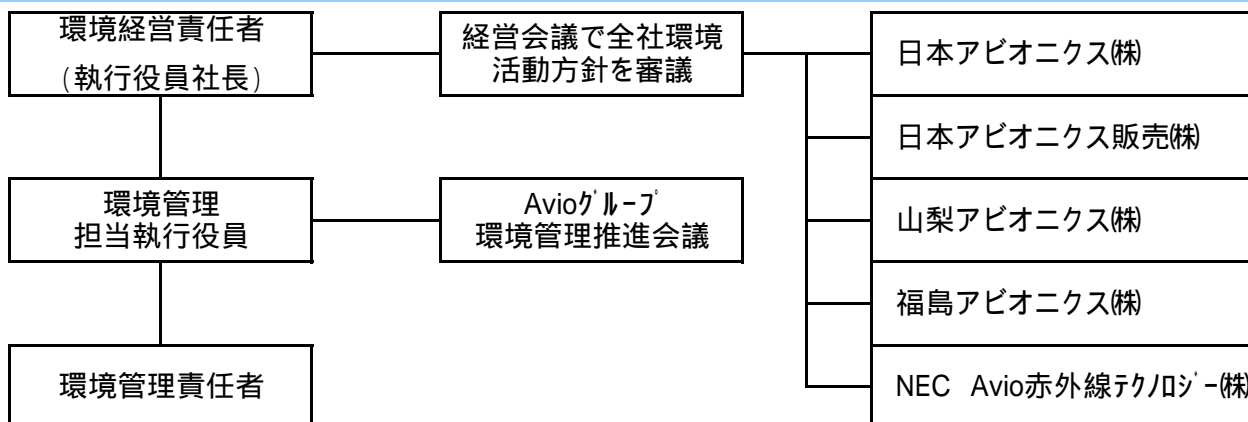 環境経営責任者
(執行役員社長)
経営会議で全社環境
活動方針を審議
日本アビオニクス㈱
日本アビオニクス販売㈱
環境管理
担当執行役員
Avioグループ
環境管理推進会議
山梨アビオニクス㈱
福島アビオニクス㈱
環境管理責任者
NEC Avio赤外線テクノロジー㈱